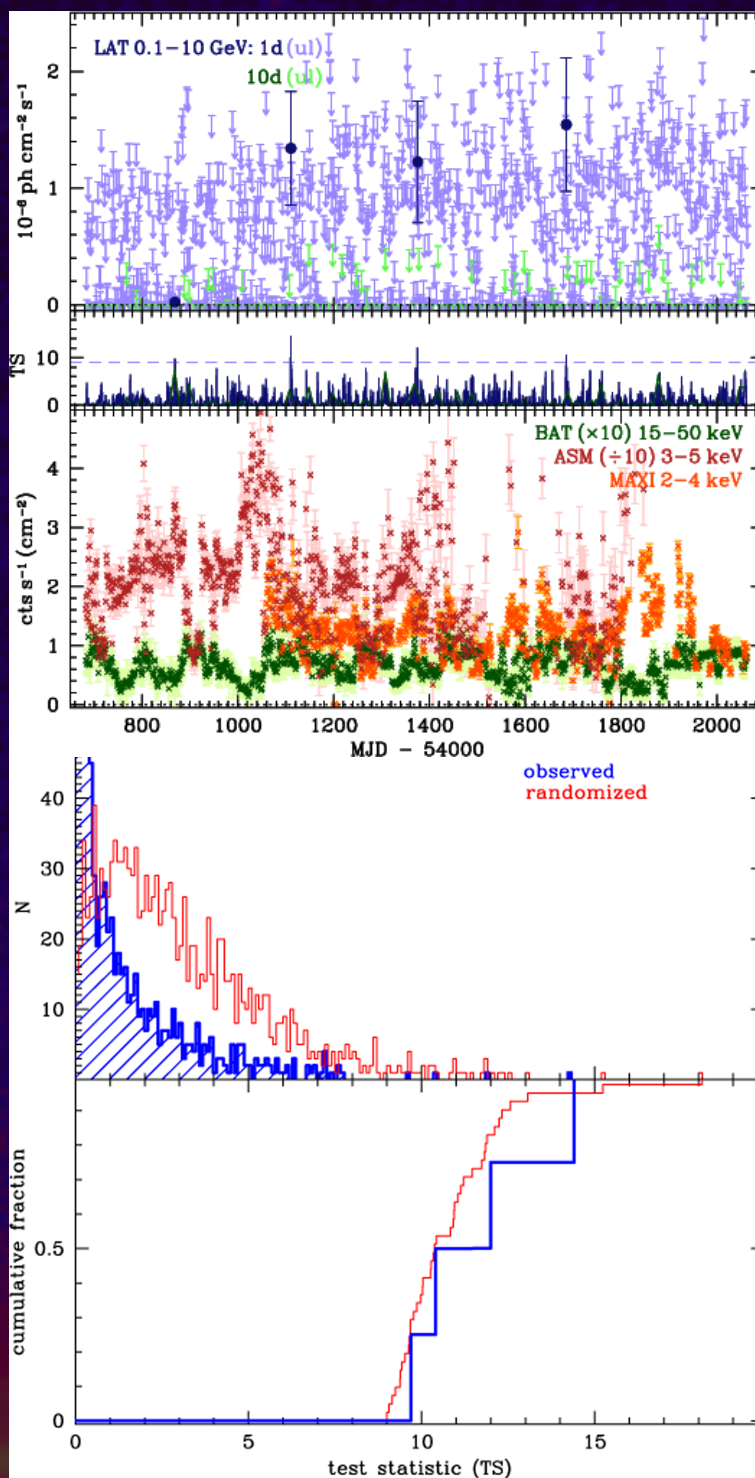 LAT 0.1−10 GeV: 1d (ul)
10d (ul)
2
1
0
10⁻⁶ ph cm⁻² s⁻¹
10
0
TS
BAT (×10) 15−50 keV
ASM (÷10) 3−5 keV
MAXI 2−4 keV
4
3
2
1
0
cts s⁻¹ (cm⁻²)
800 1000 1200 1400 1600 1800 2000
MJD − 54000
observed
randomized
40
30
20
10
N
0.5
0
cumulative fraction
0 5 10 15
test statistic (TS)